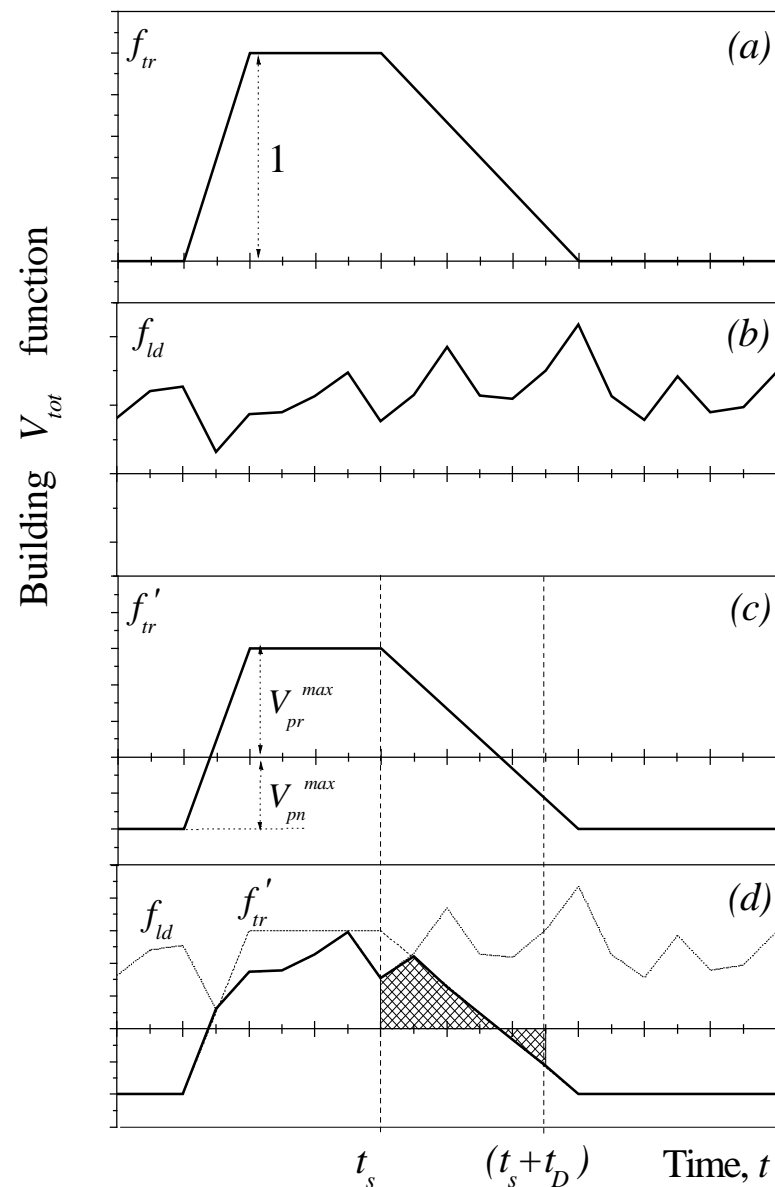 Building V_tot function
f_tr
(a)
1
f_ld
(b)
f'_tr
(c)
V_pr^max
V_pn^max
f_ld
f'_tr
(d)
t_s
(t_s+t_D)
Time, t